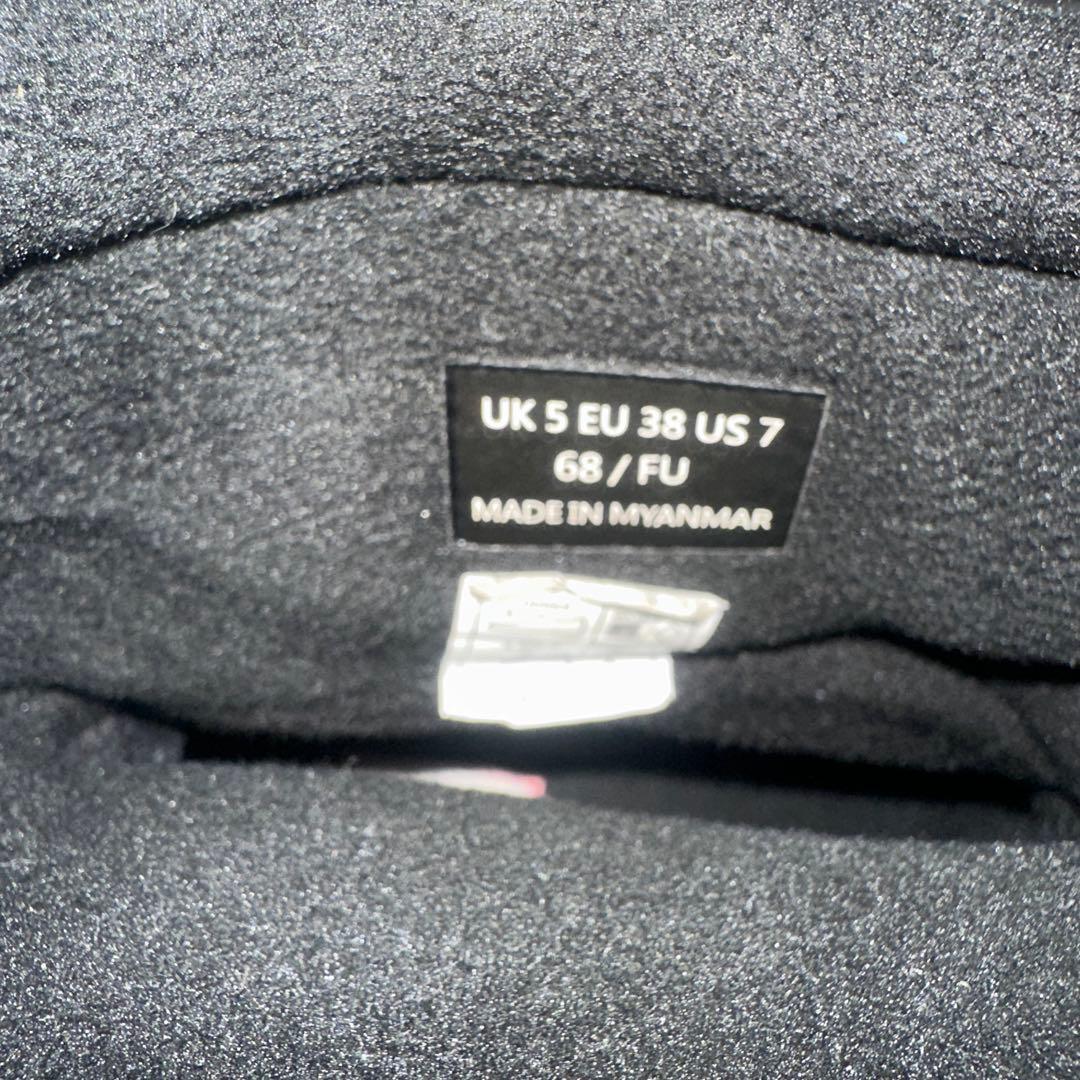 UK 5 EU 38 US 7
68 / FU
MADE IN MYANMAR